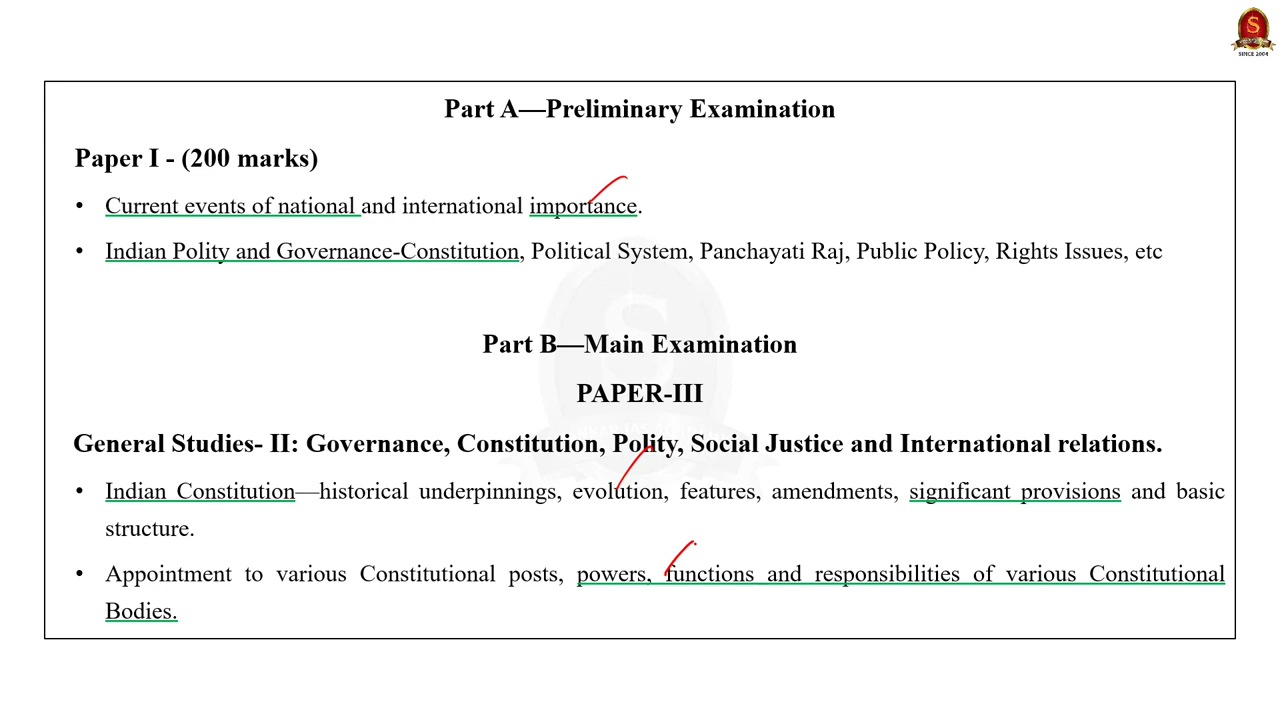 S
SINCE 2004
Part A—Preliminary Examination
Paper I - (200 marks)
• Current events of national and international importance.
• Indian Polity and Governance-Constitution, Political System, Panchayati Raj, Public Policy, Rights Issues, etc
Part B—Main Examination
PAPER-III
General Studies- II: Governance, Constitution, Polity, Social Justice and International relations.
• Indian Constitution—historical underpinnings, evolution, features, amendments, significant provisions and basic
structure.
• Appointment to various Constitutional posts, powers, functions and responsibilities of various Constitutional
Bodies.